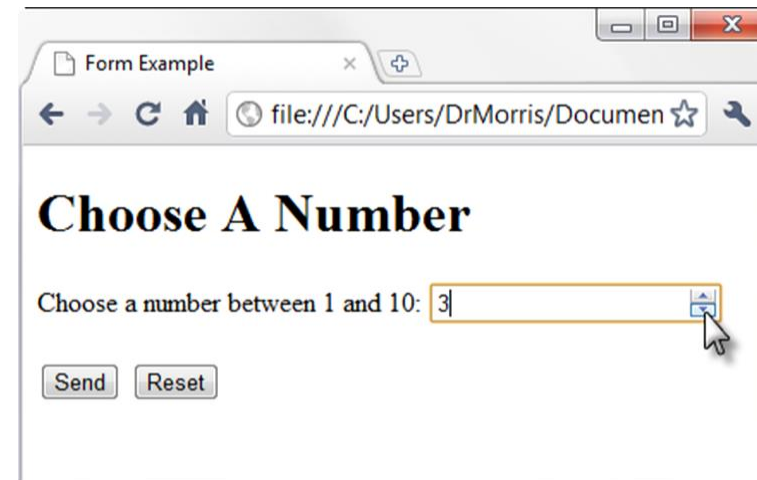 Form Example
file:///C:/Users/DrMorris/Documen
Choose A Number
Choose a number between 1 and 10: 3
Send Reset